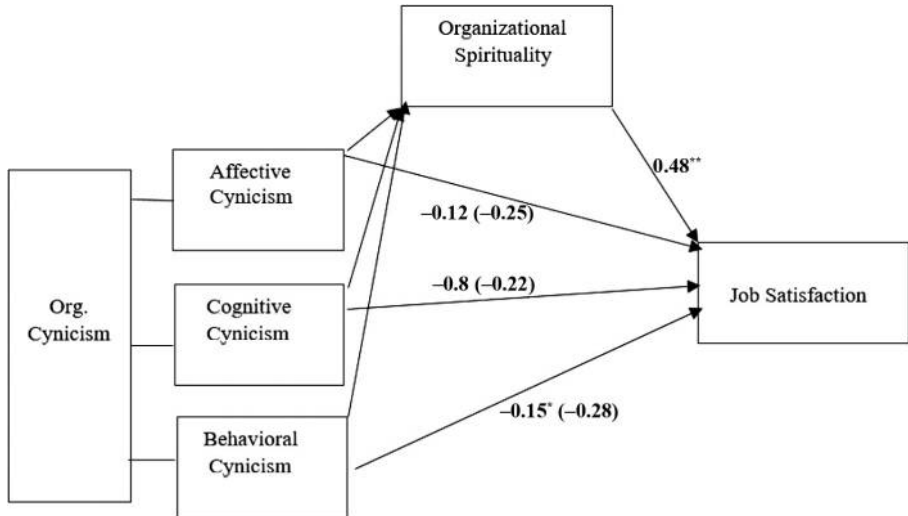 Organizational
Spirituality
Affective
Cynicism
0.48**
–0.12 (–0.25)
Org.
Cynicism
Cognitive
Cynicism
–0.8 (–0.22)
Job Satisfaction
–0.15* (–0.28)
Behavioral
Cynicism